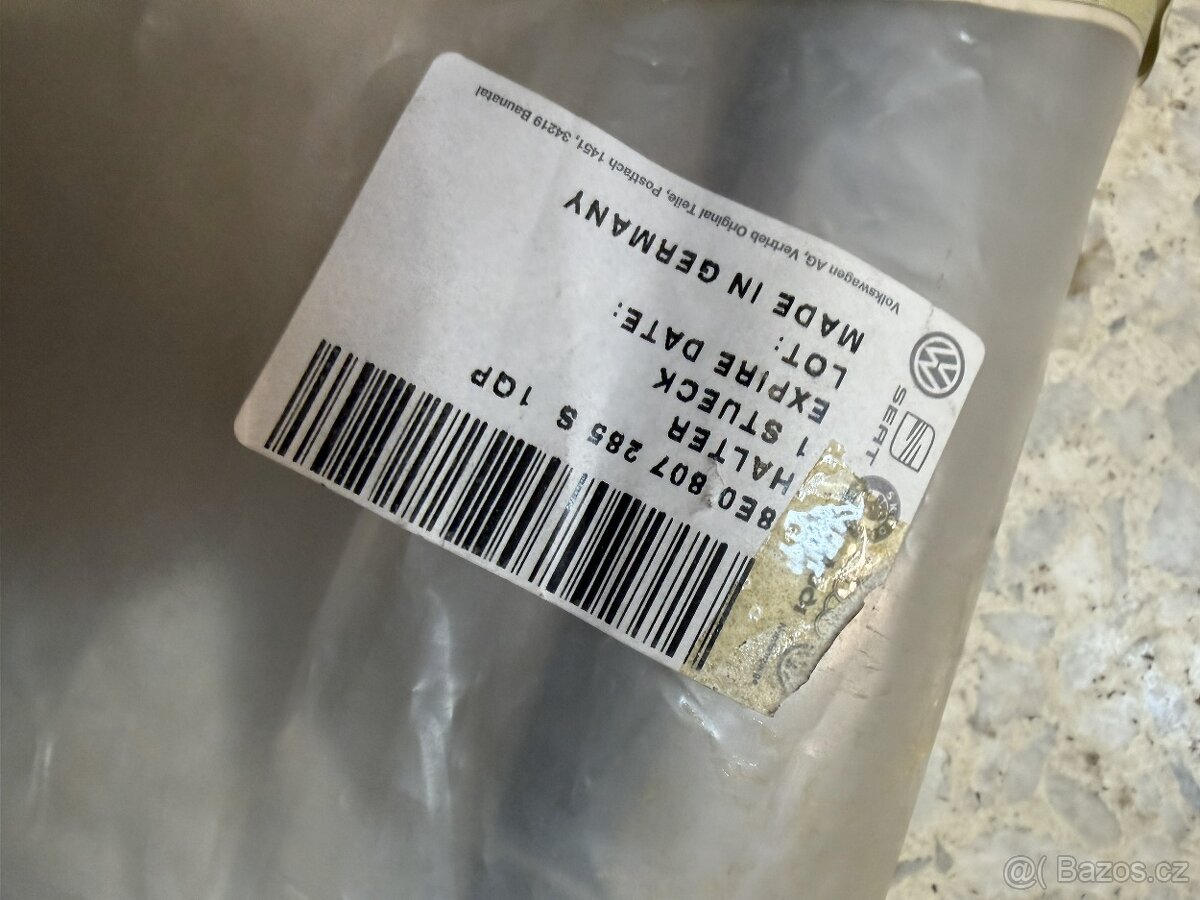 8E0 807 285 S 1QP
HALTER
1 STUECK
EXPIRE DATE:
LOT:
MADE IN GERMANY
Volkswagen AG, Vertrieb Original Teile, Postfach 1451, 34219 Baunatal
SEAT
@( Bazos.cz